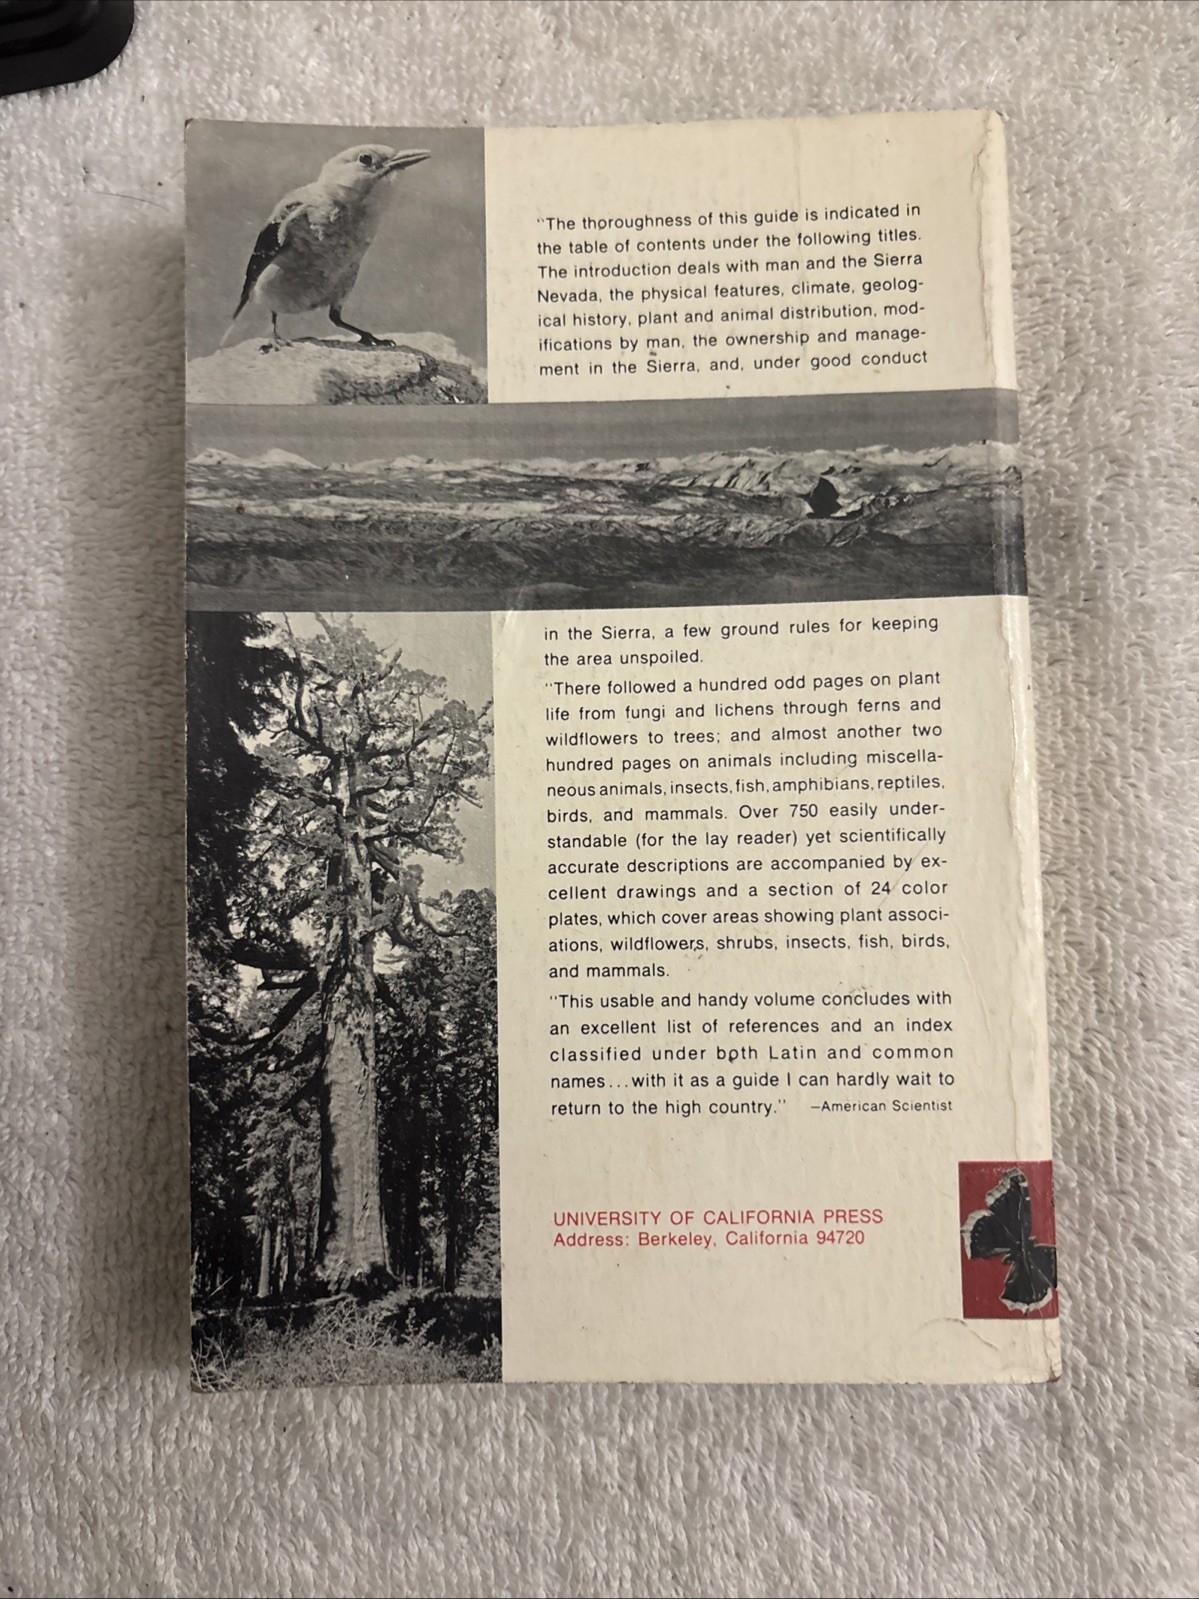 "The thoroughness of this guide is indicated in
the table of contents under the following titles.
The introduction deals with man and the Sierra
Nevada, the physical features, climate, geolog-
ical history, plant and animal distribution, mod-
ifications by man, the ownership and manage-
ment in the Sierra, and, under good conduct
in the Sierra, a few ground rules for keeping
the area unspoiled.
"There followed a hundred odd pages on plant
life from fungi and lichens through ferns and
wildflowers to trees; and almost another two
hundred pages on animals including miscella-
neous animals, insects, fish, amphibians, reptiles,
birds, and mammals. Over 750 easily under-
standable (for the lay reader) yet scientifically
accurate descriptions are accompanied by ex-
cellent drawings and a section of 24 color
plates, which cover areas showing plant associ-
ations, wildflowers, shrubs, insects, fish, birds,
and mammals.
"This usable and handy volume concludes with
an excellent list of references and an index
classified under both Latin and common
names...with it as a guide I can hardly wait to
return to the high country." —American Scientist
UNIVERSITY OF CALIFORNIA PRESS
Address: Berkeley, California 94720